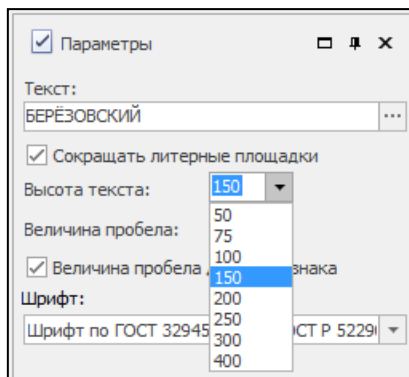 Параметры
Текст:
БЕРЁЗОВСКИЙ
Сокращать литерные площадки
Высота текста: 150
50
75
100
150
200
250
300
400
Величина пробела:
Величина пробела знака
Шрифт:
Шрифт по ГОСТ 32945 ОСТ Р 5229